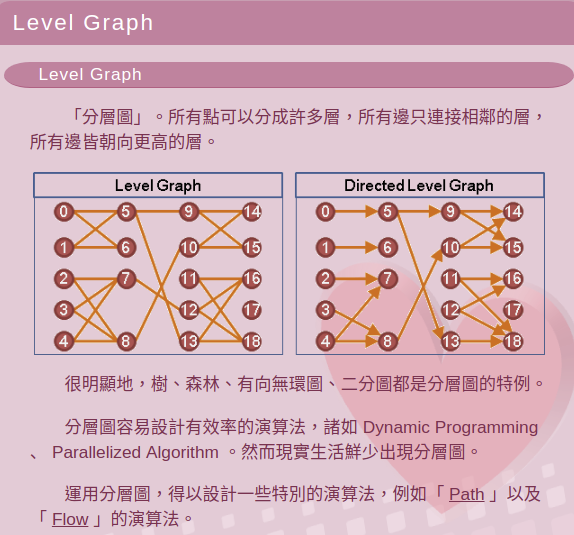 Level Graph
Level Graph
「分層圖」。所有點可以分成許多層，所有邊只連接相鄰的層，
所有邊皆朝向更高的層。
Level Graph
Directed Level Graph
0 5 9 14 0 5 9 14
1 6 10 15 1 6 10 15
2 7 11 16 2 7 11 16
3 12 17 3 12 17
4 8 13 18 4 8 13 18
很明顯地，樹、森林、有向無環圖、二分圖都是分層圖的特例。
分層圖容易設計有效率的演算法，諸如 Dynamic Programming
、 Parallelized Algorithm 。然而現實生活鮮少出現分層圖。
運用分層圖，得以設計一些特別的演算法，例如「 Path 」以及
「 Flow 」的演算法。